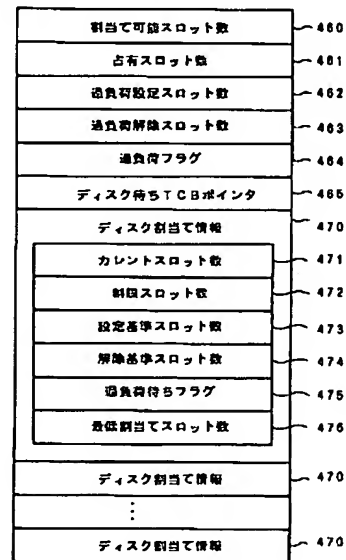 割当て可能スロット数 460
占有スロット数 461
過負荷設定スロット数 462
過負荷解除スロット数 463
過負荷フラグ 464
ディスク待ちTCBポインタ 465
ディスク割当て情報 470
カレントスロット数 471
制限スロット数 472
設定基準スロット数 473
解除基準スロット数 474
過負荷待ちフラグ 475
最低割当てスロット数 476
ディスク割当て情報 470
⋮
ディスク割当て情報 470